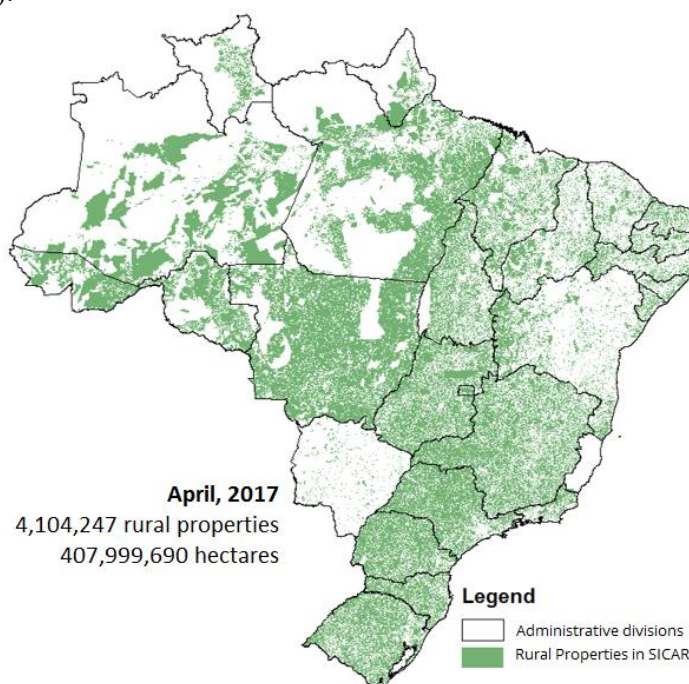 ).
April, 2017
4,104,247 rural properties
407,999,690 hectares
Legend
Administrative divisions
Rural Properties in SICAR